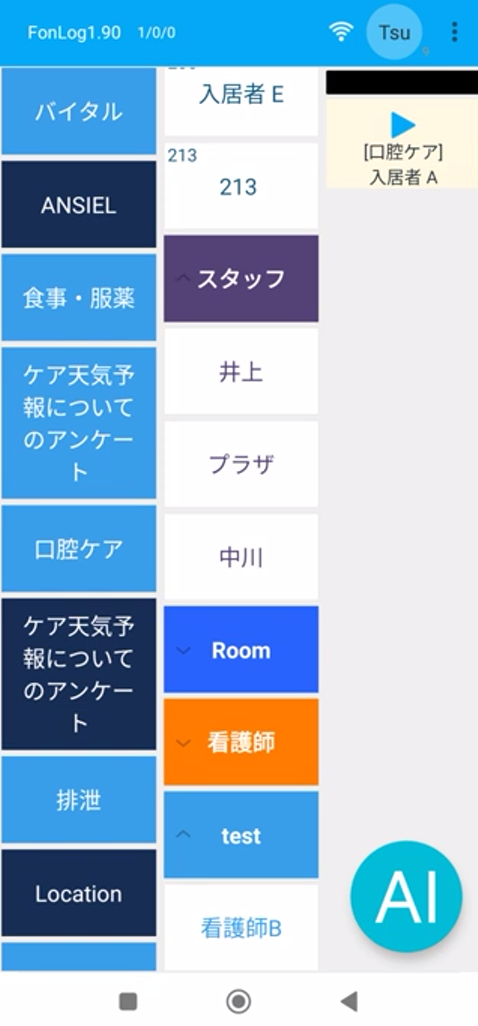 FonLog1.90 1/0/0 Tsu
バイタル
ANSIEL
食事・服薬
ケア天気予
報について
のアンケー
ト
口腔ケア
ケア天気予
報について
のアンケー
ト
排泄
Location
入居者 E
213
213
スタッフ
井上
プラザ
中川
Room
看護師
test
看護師B
[口腔ケア]
入居者 A
AI